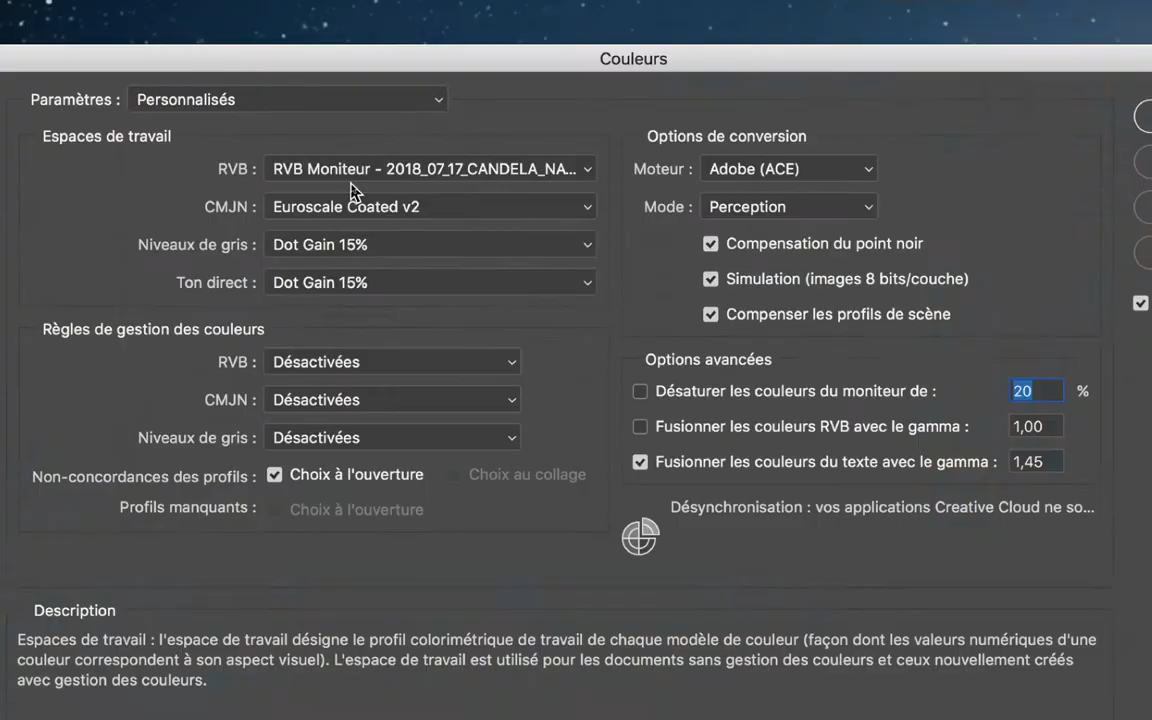 Couleurs
Paramètres : Personnalisés
Espaces de travail
RVB : RVB Moniteur - 2018_07_17_CANDELA_NA...
CMJN : Euroscale Coated v2
Niveaux de gris : Dot Gain 15%
Ton direct : Dot Gain 15%
Règles de gestion des couleurs
RVB : Désactivées
CMJN : Désactivées
Niveaux de gris : Désactivées
Non-concordances des profils : Choix à l'ouverture Choix au collage
Profils manquants : Choix à l'ouverture
Options de conversion
Moteur : Adobe (ACE)
Mode : Perception
Compensation du point noir
Simulation (images 8 bits/couche)
Compenser les profils de scène
Options avancées
Désaturer les couleurs du moniteur de : 20 %
Fusionner les couleurs RVB avec le gamma : 1,00
Fusionner les couleurs du texte avec le gamma : 1,45
Désynchronisation : vos applications Creative Cloud ne so...
Description
Espaces de travail : l'espace de travail désigne le profil colorimétrique de travail de chaque modèle de couleur (façon dont les valeurs numériques d'une
couleur correspondent à son aspect visuel). L'espace de travail est utilisé pour les documents sans gestion des couleurs et ceux nouvellement créés
avec gestion des couleurs.